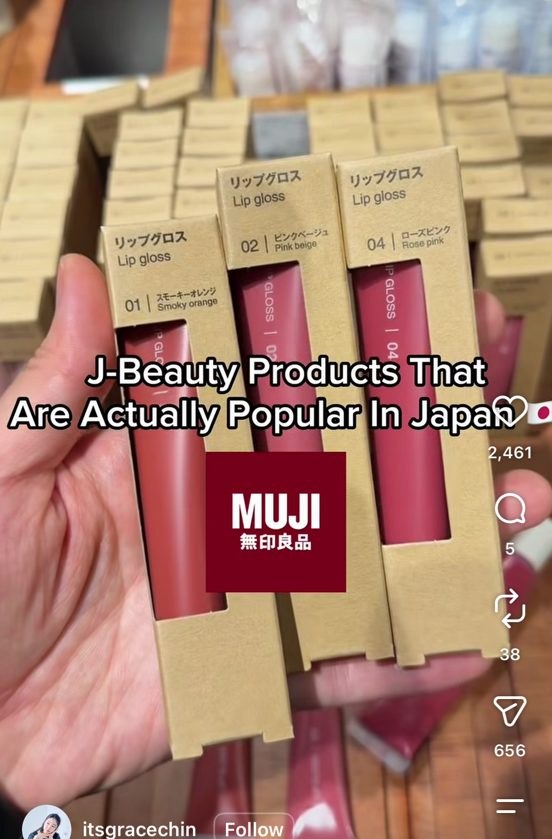 リップグロス
Lip gloss
01 | スモーキーオレンジ
Smoky orange
リップグロス
Lip gloss
02 | ピンクベージュ
Pink beige
リップグロス
Lip gloss
04 | ローズピンク
Rose pink
P GLOSS | 04
J-Beauty Products That
Are Actually Popular In Japan
MUJI
無印良品
2,461
5
38
656
itsgracechin
Follow